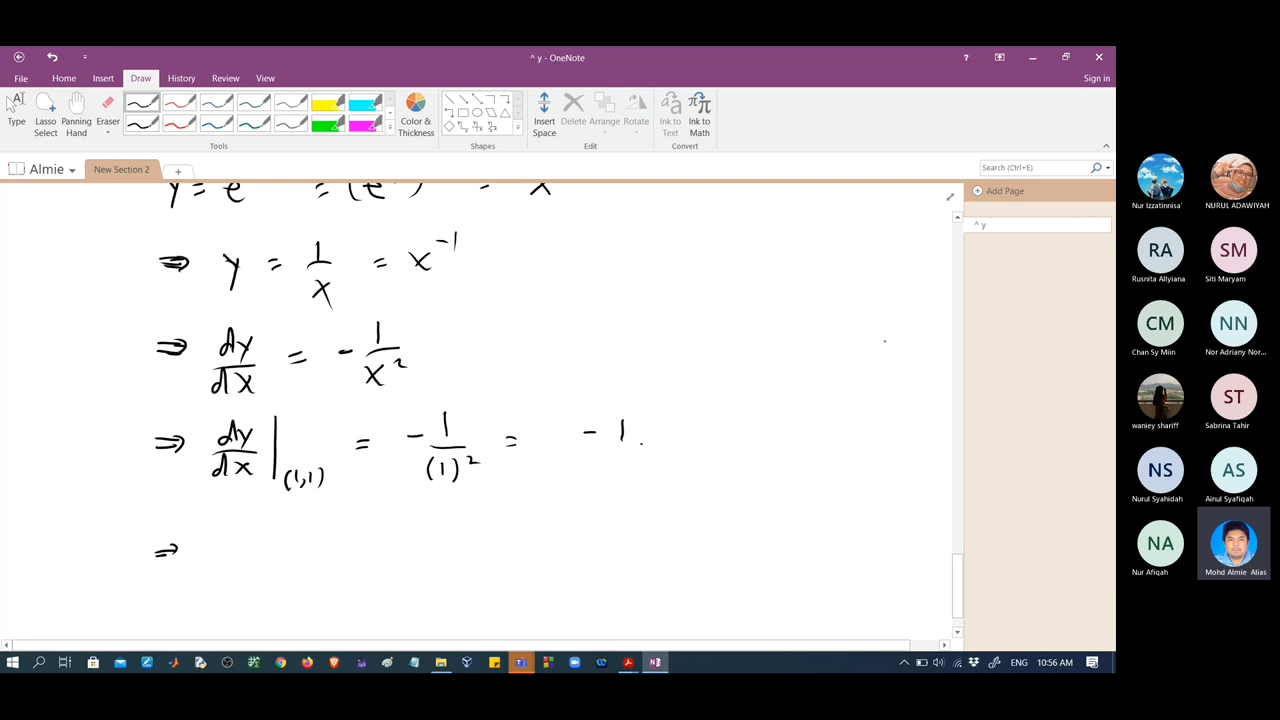 ^ y - OneNote
File Home Insert Draw History Review View
Sign in
Type Lasso Select Panning Hand Eraser
Color & Thickness
Insert Space Delete Arrange Rotate
Ink to Text Ink to Math
Tools Shapes Edit Convert
Almie New Section 2 +
Search (Ctrl+E)
Add Page
^ y
⇒ y = 1/x = x^-1
⇒ dy/dx = - 1/x^2
⇒ dy/dx |(1,1) = - 1/(1)^2 = - 1.
⇒
Nur Izzatinnisa' NURUL ADAWIYAH
RA SM
Rusnita Allyiana Siti Maryam
CM NN
Chan Sy Miin Nor Adriany Nor...
ST
waniey shariff Sabrina Tahir
NS AS
Nurul Syahidah Ainul Syafiqah
NA
Nur Afiqah Mohd Almie Alias
ENG 10:56 AM